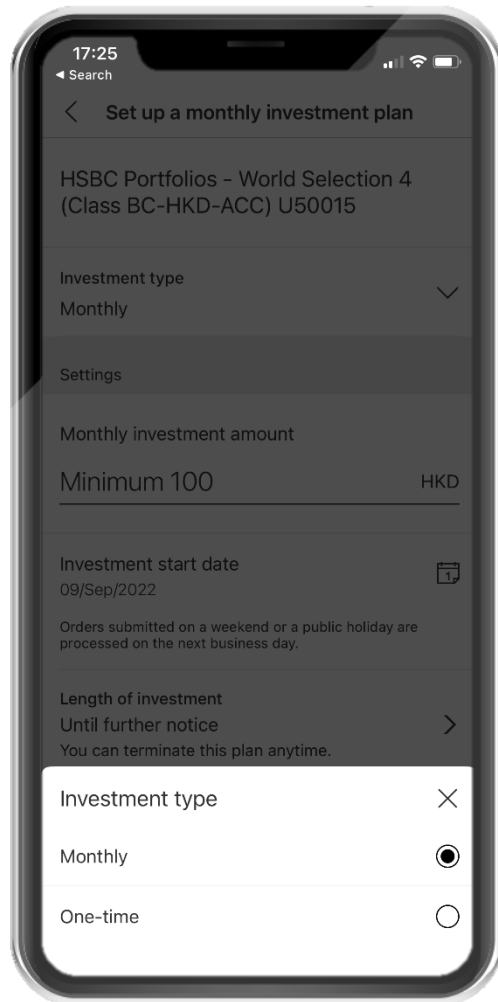 17:25
◀ Search
Set up a monthly investment plan
HSBC Portfolios - World Selection 4
(Class BC-HKD-ACC) U50015
Investment type
Monthly
Settings
Monthly investment amount
Minimum 100 HKD
Investment start date
09/Sep/2022
1
Orders submitted on a weekend or a public holiday are
processed on the next business day.
Length of investment
Until further notice
You can terminate this plan anytime.
Investment type
Monthly
One-time